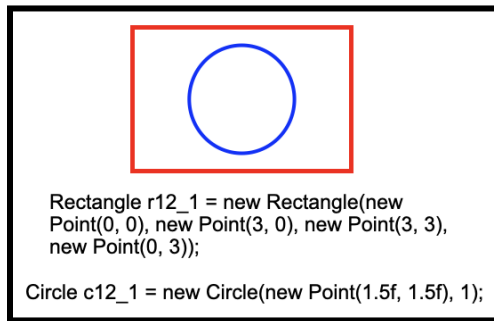 Rectangle r12_1 = new Rectangle(new
Point(0, 0), new Point(3, 0), new Point(3, 3),
new Point(0, 3));
Circle c12_1 = new Circle(new Point(1.5f, 1.5f), 1);